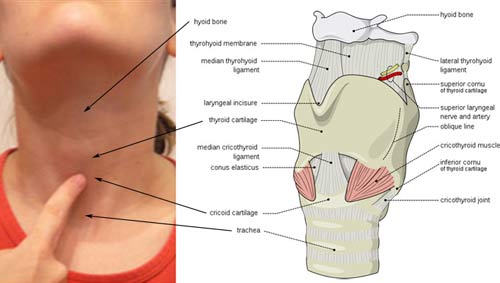 hyoid bone
thyrohyoid membrane
median thyrohyoid
ligament
laryngeal incisure
thyroid cartilage
median cricothyroid
ligament
conus elasticus
cricoid cartilage
trachea
hyoid bone
lateral thyrohyoid
ligament
superior cornu
of thyroid cartilage
superior laryngeal
nerve and artery
oblique line
cricothyroid muscle
inferior cornu
of thyroid cartilage
cricothyroid joint